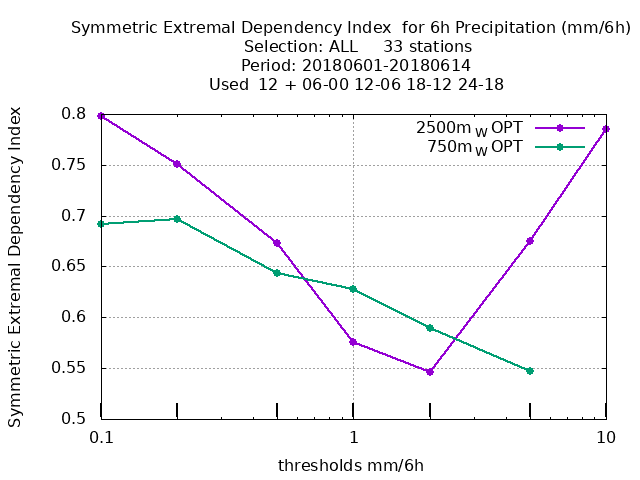 Symmetric Extremal Dependency Index  for 6h Precipitation (mm/6h)
Selection: ALL     33 stations
Period: 20180601-20180614
Used  12 + 06-00 12-06 18-12 24-18
Symmetric Extremal Dependency Index
0.8
0.75
0.7
0.65
0.6
0.55
0.5
2500m W OPT
750m W OPT
0.1 1 10
thresholds mm/6h